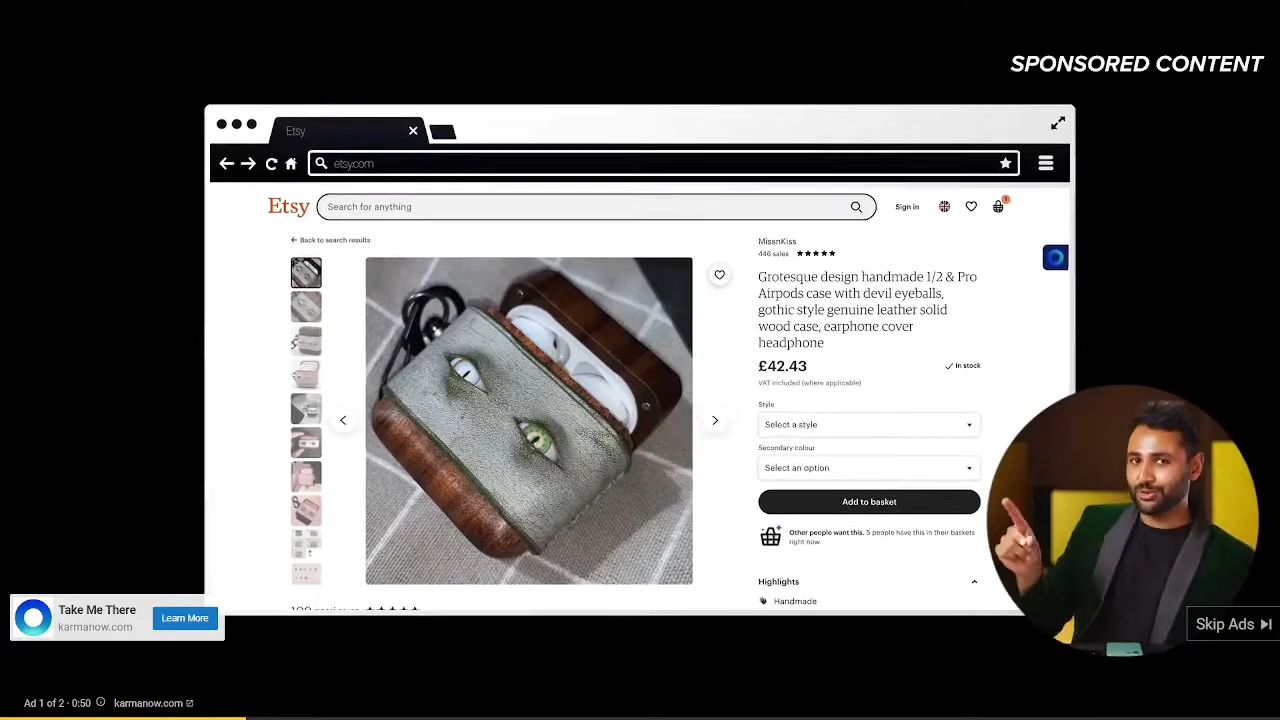 SPONSORED CONTENT
Etsy
etsy.com
Etsy
Search for anything
Sign in
1
Back to search results
MissnKiss
446 sales
Grotesque design handmade 1/2 & Pro
Airpods case with devil eyeballs,
gothic style genuine leather solid
wood case, earphone cover
headphone
£42.43
In stock
VAT included (where applicable)
Style
Select a style
Secondary colour
Select an option
Add to basket
Other people want this. 5 people have this in their baskets
right now.
Highlights
Handmade
Take Me There
karmanow.com
Learn More
Skip Ads
Ad 1 of 2 · 0:50
karmanow.com